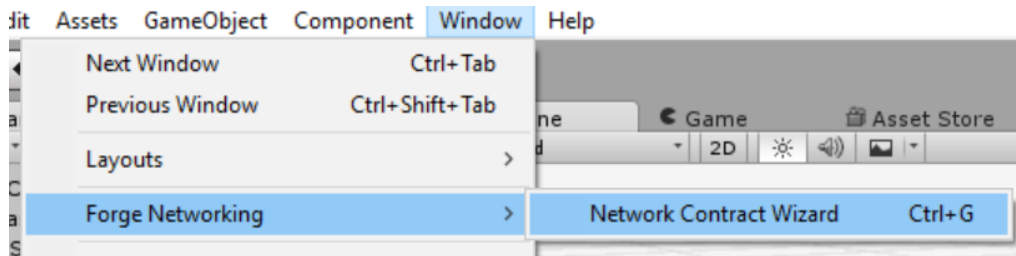 dit Assets GameObject Component Window Help
Next Window Ctrl+Tab
Previous Window Ctrl+Shift+Tab
ne Game Asset Store
Layouts >
d 2D
Forge Networking >
Network Contract Wizard Ctrl+G